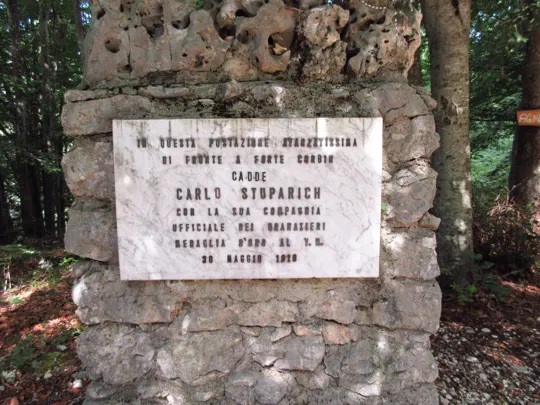 IN QUESTA POSTAZIONE AVANZATISSIMA
DI FRONTE A FORTE CORBIN
CADDE
CARLO STUPARICH
CON LA SUA COMPAGNIA
UFFICIALE DEI GRANATIERI
MEDAGLIA D'ORO AL V. M.
30 MAGGIO 1916